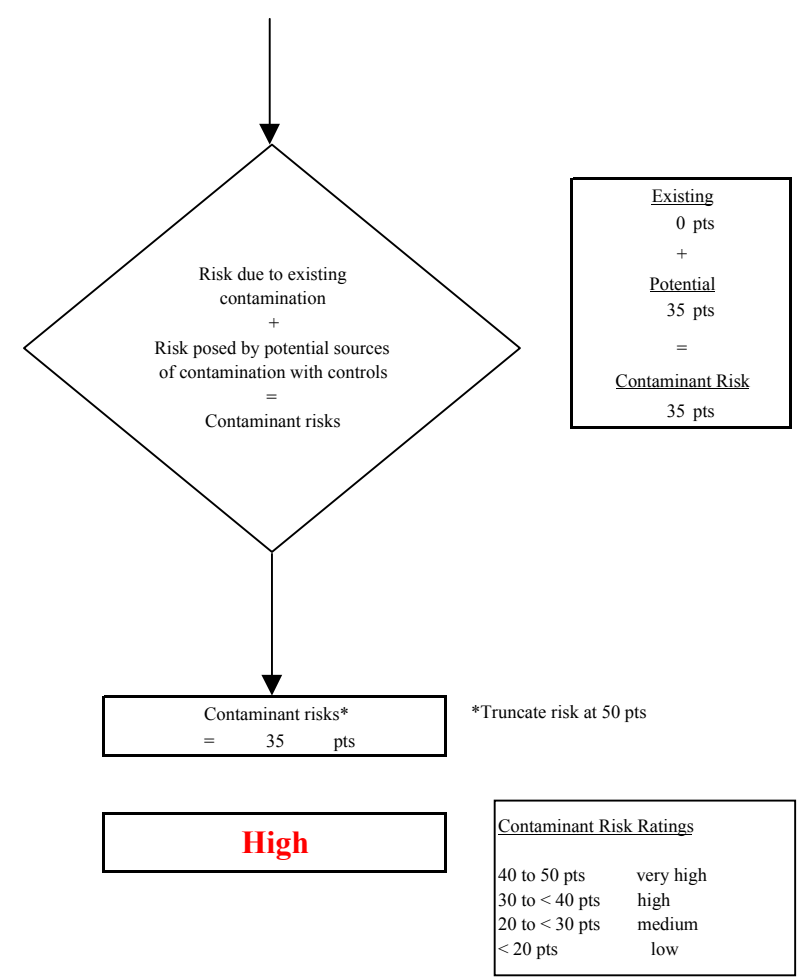 Risk due to existing
contamination
+
Risk posed by potential sources
of contamination with controls
=
Contaminant risks
Existing
0 pts
+
Potential
35 pts
=
Contaminant Risk
35 pts
Contaminant risks*
= 35 pts
*Truncate risk at 50 pts
High
Contaminant Risk Ratings
40 to 50 pts very high
30 to < 40 pts high
20 to < 30 pts medium
< 20 pts low